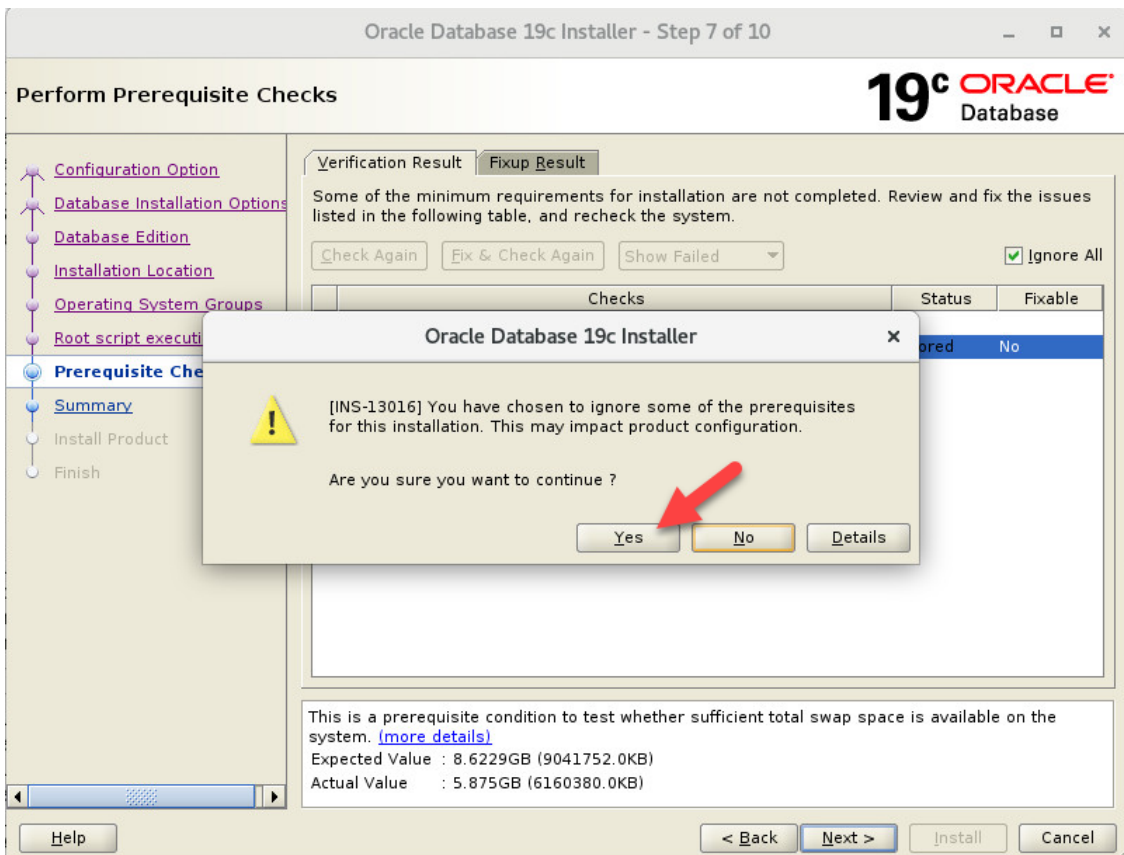 Oracle Database 19c Installer - Step 7 of 10
Perform Prerequisite Checks
19c ORACLE
Database
Configuration Option
Database Installation Options
Database Edition
Installation Location
Operating System Groups
Root script executi
Prerequisite Che
Summary
Install Product
Finish
Verification Result
Fixup Result
Some of the minimum requirements for installation are not completed. Review and fix the issues
listed in the following table, and recheck the system.
Check Again
Fix & Check Again
Show Failed
Ignore All
Checks
Status
Fixable
ored
No
Oracle Database 19c Installer
[INS-13016] You have chosen to ignore some of the prerequisites
for this installation. This may impact product configuration.
Are you sure you want to continue ?
Yes
No
Details
This is a prerequisite condition to test whether sufficient total swap space is available on the
system. (more details)
Expected Value : 8.6229GB (9041752.0KB)
Actual Value : 5.875GB (6160380.0KB)
Help
< Back
Next >
Install
Cancel